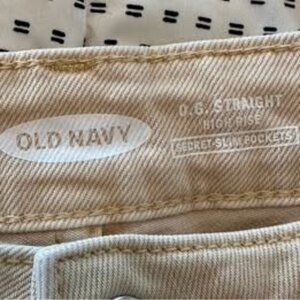 OLD NAVY
O.G. STRAIGHT
HIGH RISE
SECRET-SLIM POCKETS